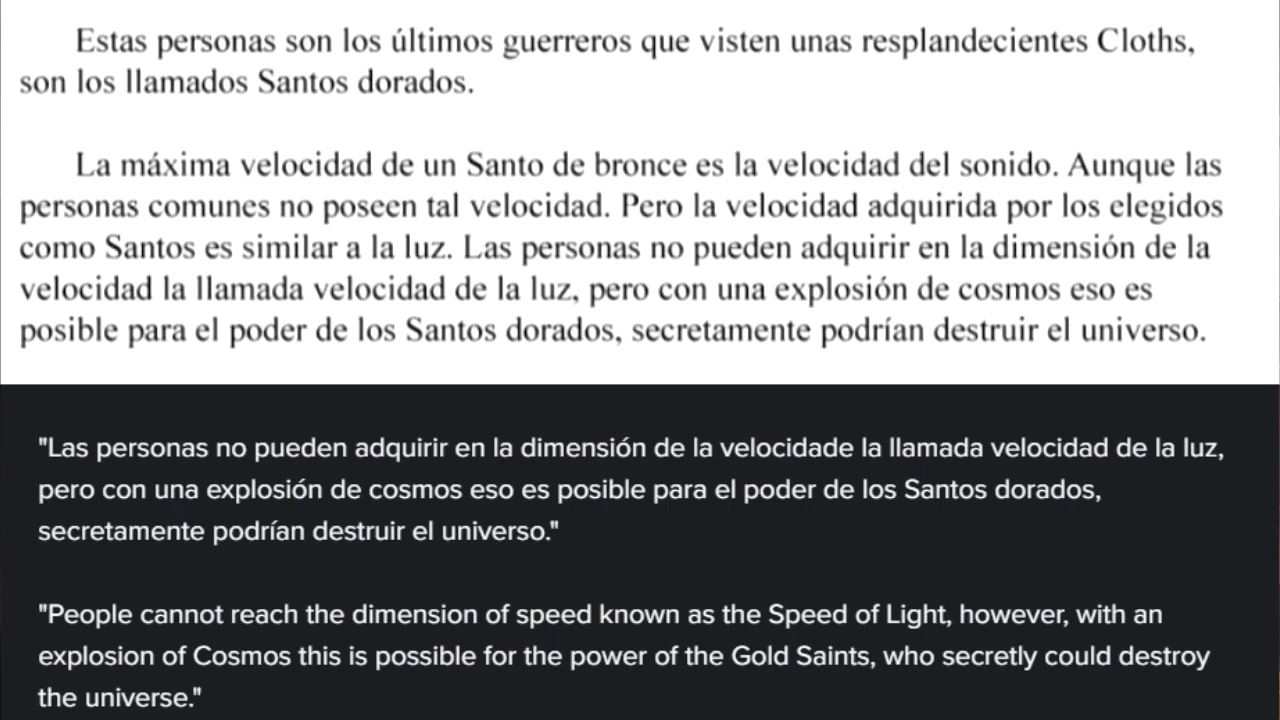 Estas personas son los últimos guerreros que visten unas resplandecientes Cloths,
son los llamados Santos dorados.
La máxima velocidad de un Santo de bronce es la velocidad del sonido. Aunque las
personas comunes no poseen tal velocidad. Pero la velocidad adquirida por los elegidos
como Santos es similar a la luz. Las personas no pueden adquirir en la dimensión de la
velocidad la llamada velocidad de la luz, pero con una explosión de cosmos eso es
posible para el poder de los Santos dorados, secretamente podrían destruir el universo.
"Las personas no pueden adquirir en la dimensión de la velocidade la llamada velocidad de la luz,
pero con una explosión de cosmos eso es posible para el poder de los Santos dorados,
secretamente podrían destruir el universo."
"People cannot reach the dimension of speed known as the Speed of Light, however, with an
explosion of Cosmos this is possible for the power of the Gold Saints, who secretly could destroy
the universe."